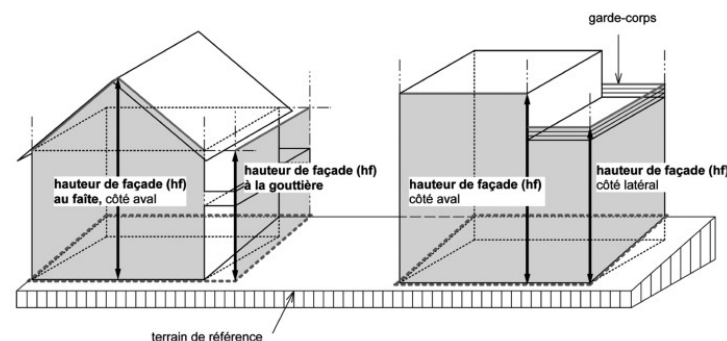 garde-corps
hauteur de façade (hf)
au faîte, côté aval
hauteur de façade (hf)
à la gouttière
hauteur de façade (hf)
côté aval
hauteur de façade (hf)
côté latéral
terrain de référence